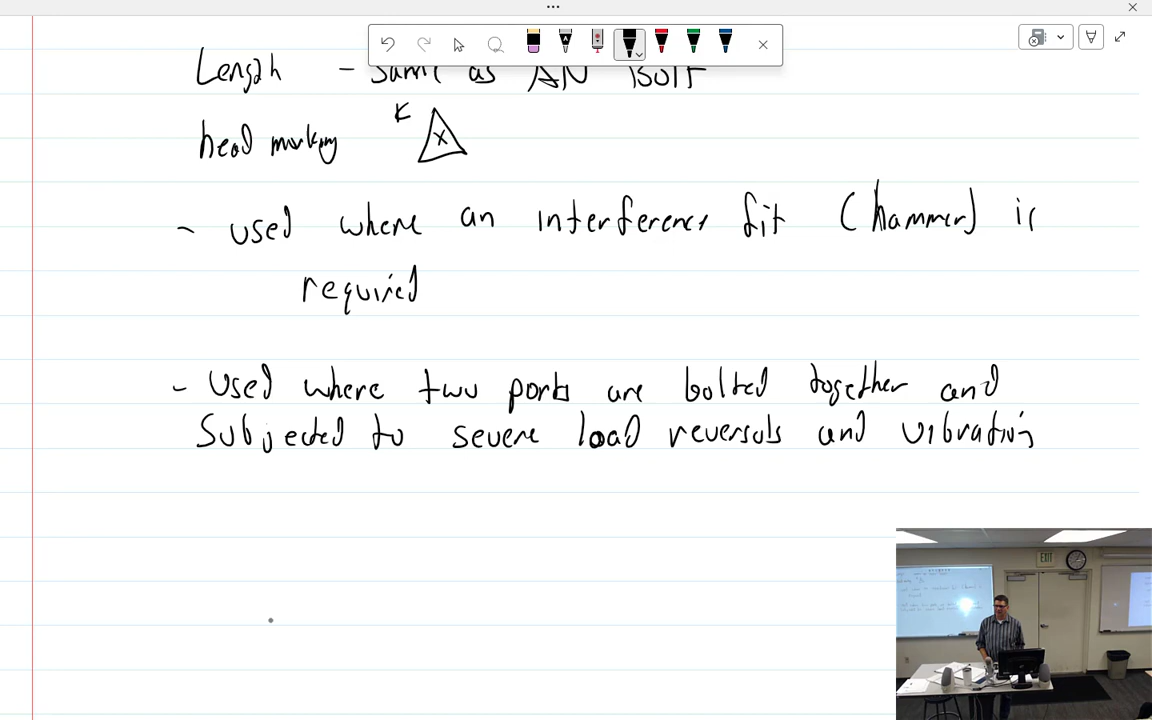 Length - Same as AN Bolt
head marking X
- used where an interference fit (hammer) is
required
- Used where two parts are bolted together and
Subjected to severe load reversals and vibration
EXIT